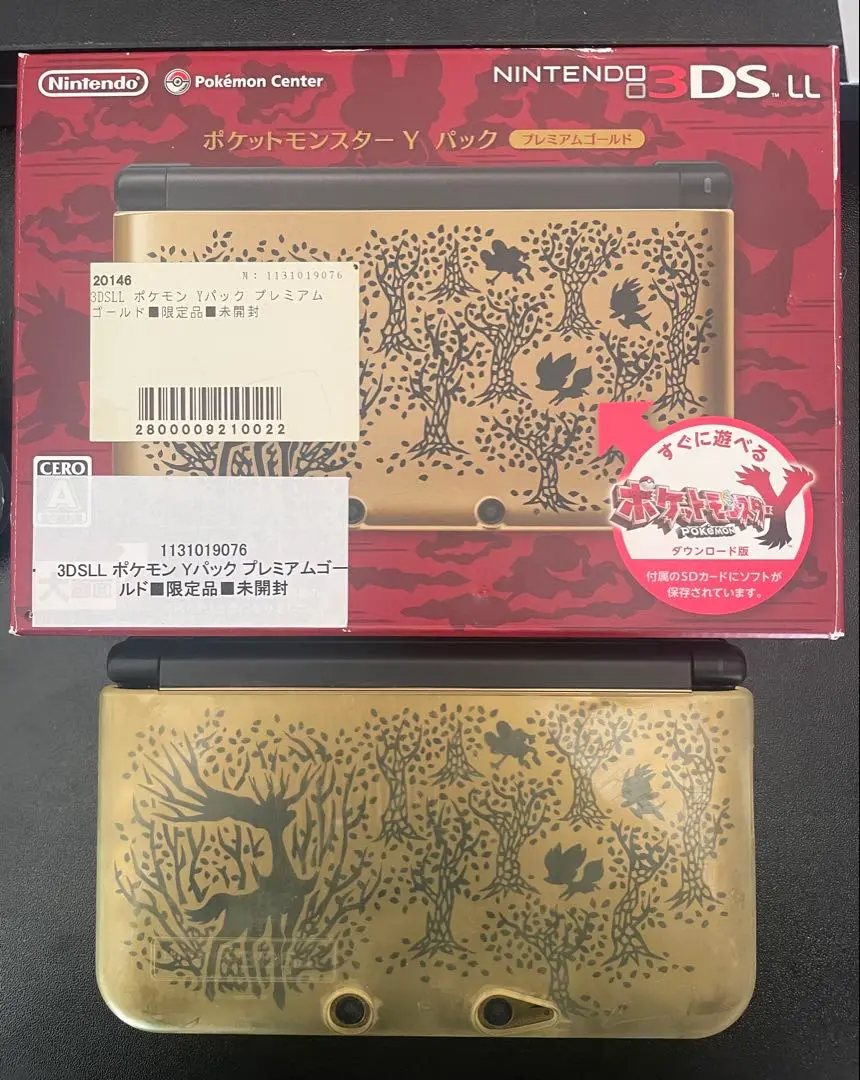 Nintendo
Pokémon Center
NINTENDO 3DS™ LL
ポケットモンスター Y パック プレミアムゴールド
20146
N: 1131019076
3DSLL ポケモン Yパック プレミアム
ゴールド■限定品■未開封
2800009210022
CERO
A
1131019076
3DSLL ポケモン Yパック プレミアムゴー
ルド■限定品■未開封
すぐに遊べる
ポケットモンスターY
POKéMON
ダウンロード版
付属のSDカードにソフトが
保存されています。